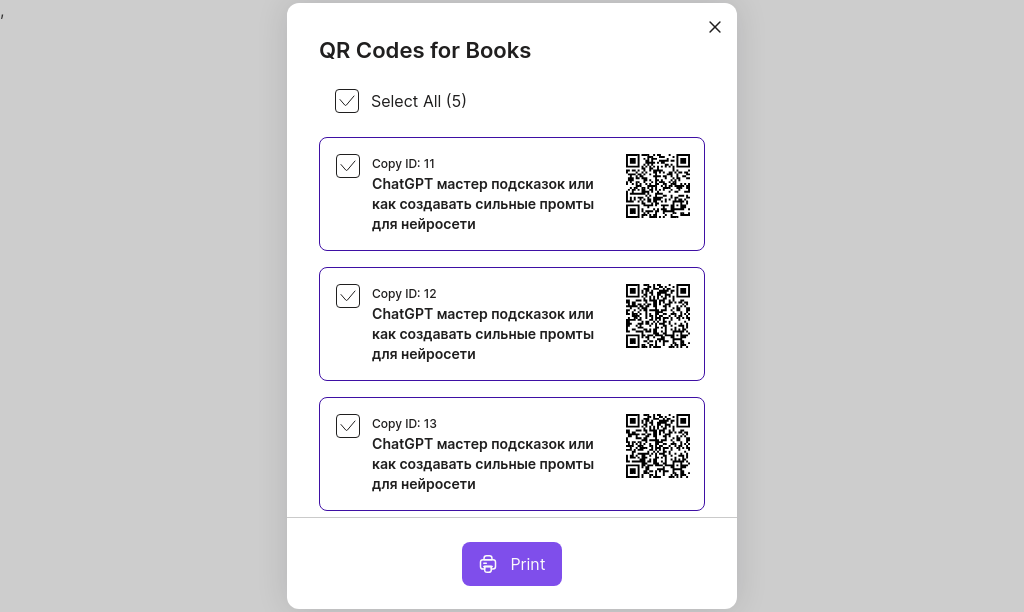 ,
QR Codes for Books
Select All (5)
Copy ID: 11
ChatGPT мастер подсказок или
как создавать сильные промты
для нейросети
Copy ID: 12
ChatGPT мастер подсказок или
как создавать сильные промты
для нейросети
Copy ID: 13
ChatGPT мастер подсказок или
как создавать сильные промты
для нейросети
Print